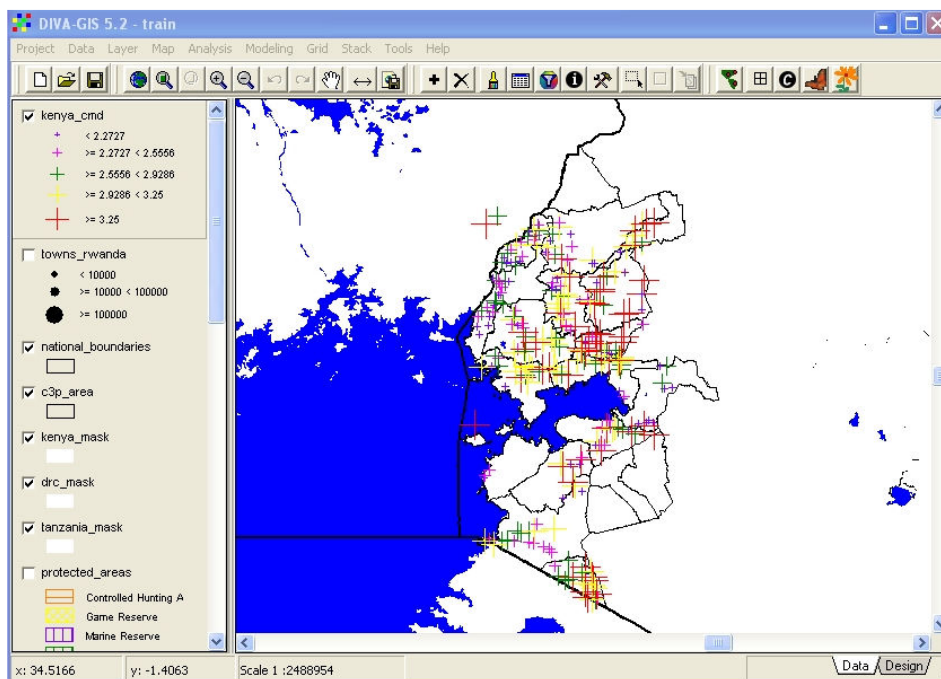 DIVA-GIS 5.2 - train
Project Data Layer Map Analysis Modeling Grid Stack Tools Help
kenya_cmd
< 2.2727
>= 2.2727 < 2.5556
>= 2.5556 < 2.9286
>= 2.9286 < 3.25
>= 3.25
towns_rwanda
< 10000
>= 10000 < 100000
>= 100000
national_boundaries
c3p_area
kenya_mask
drc_mask
tanzania_mask
protected_areas
Controlled Hunting A
Game Reserve
Marine Reserve
x: 34.5166 y: -1.4063 Scale 1 :2488954 Data Design